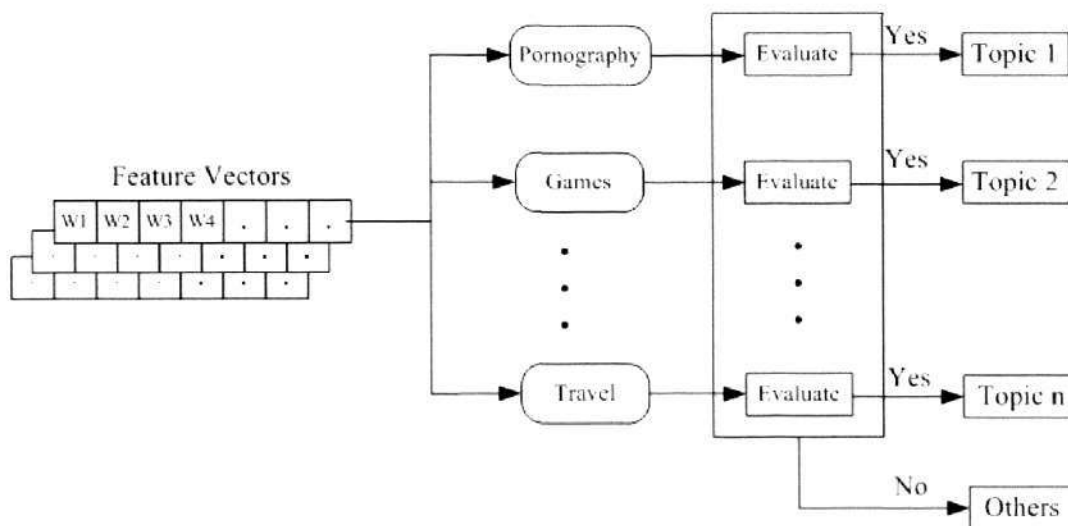 Feature Vectors
W1 W2 W3 W4
Pornography
Evaluate
Yes
Topic 1
Games
Evaluate
Yes
Topic 2
Travel
Evaluate
Yes
Topic n
No
Others